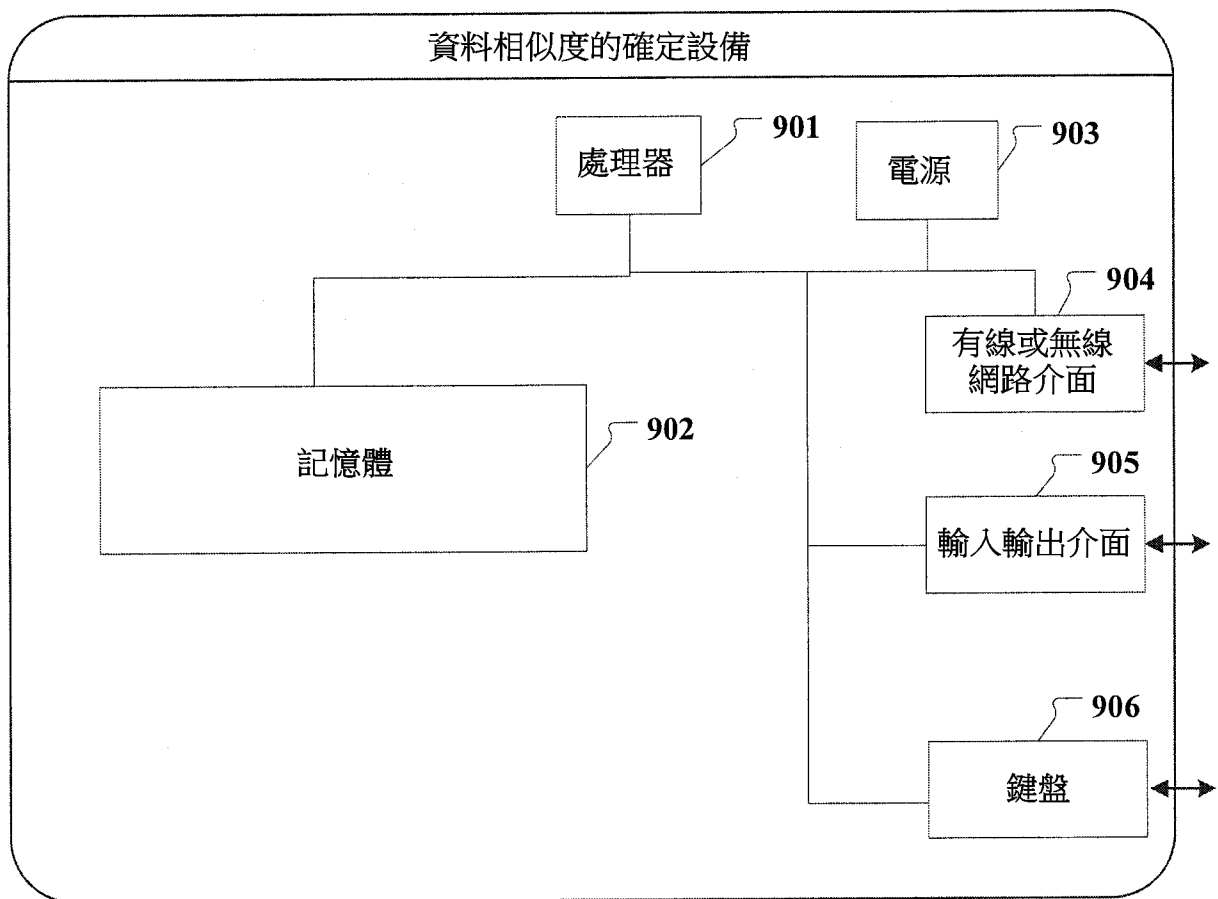 資料相似度的確定設備
處理器
901
電源
903
904
有線或無線
網路介面
記憶體
902
905
輸入輸出介面
906
鍵盤